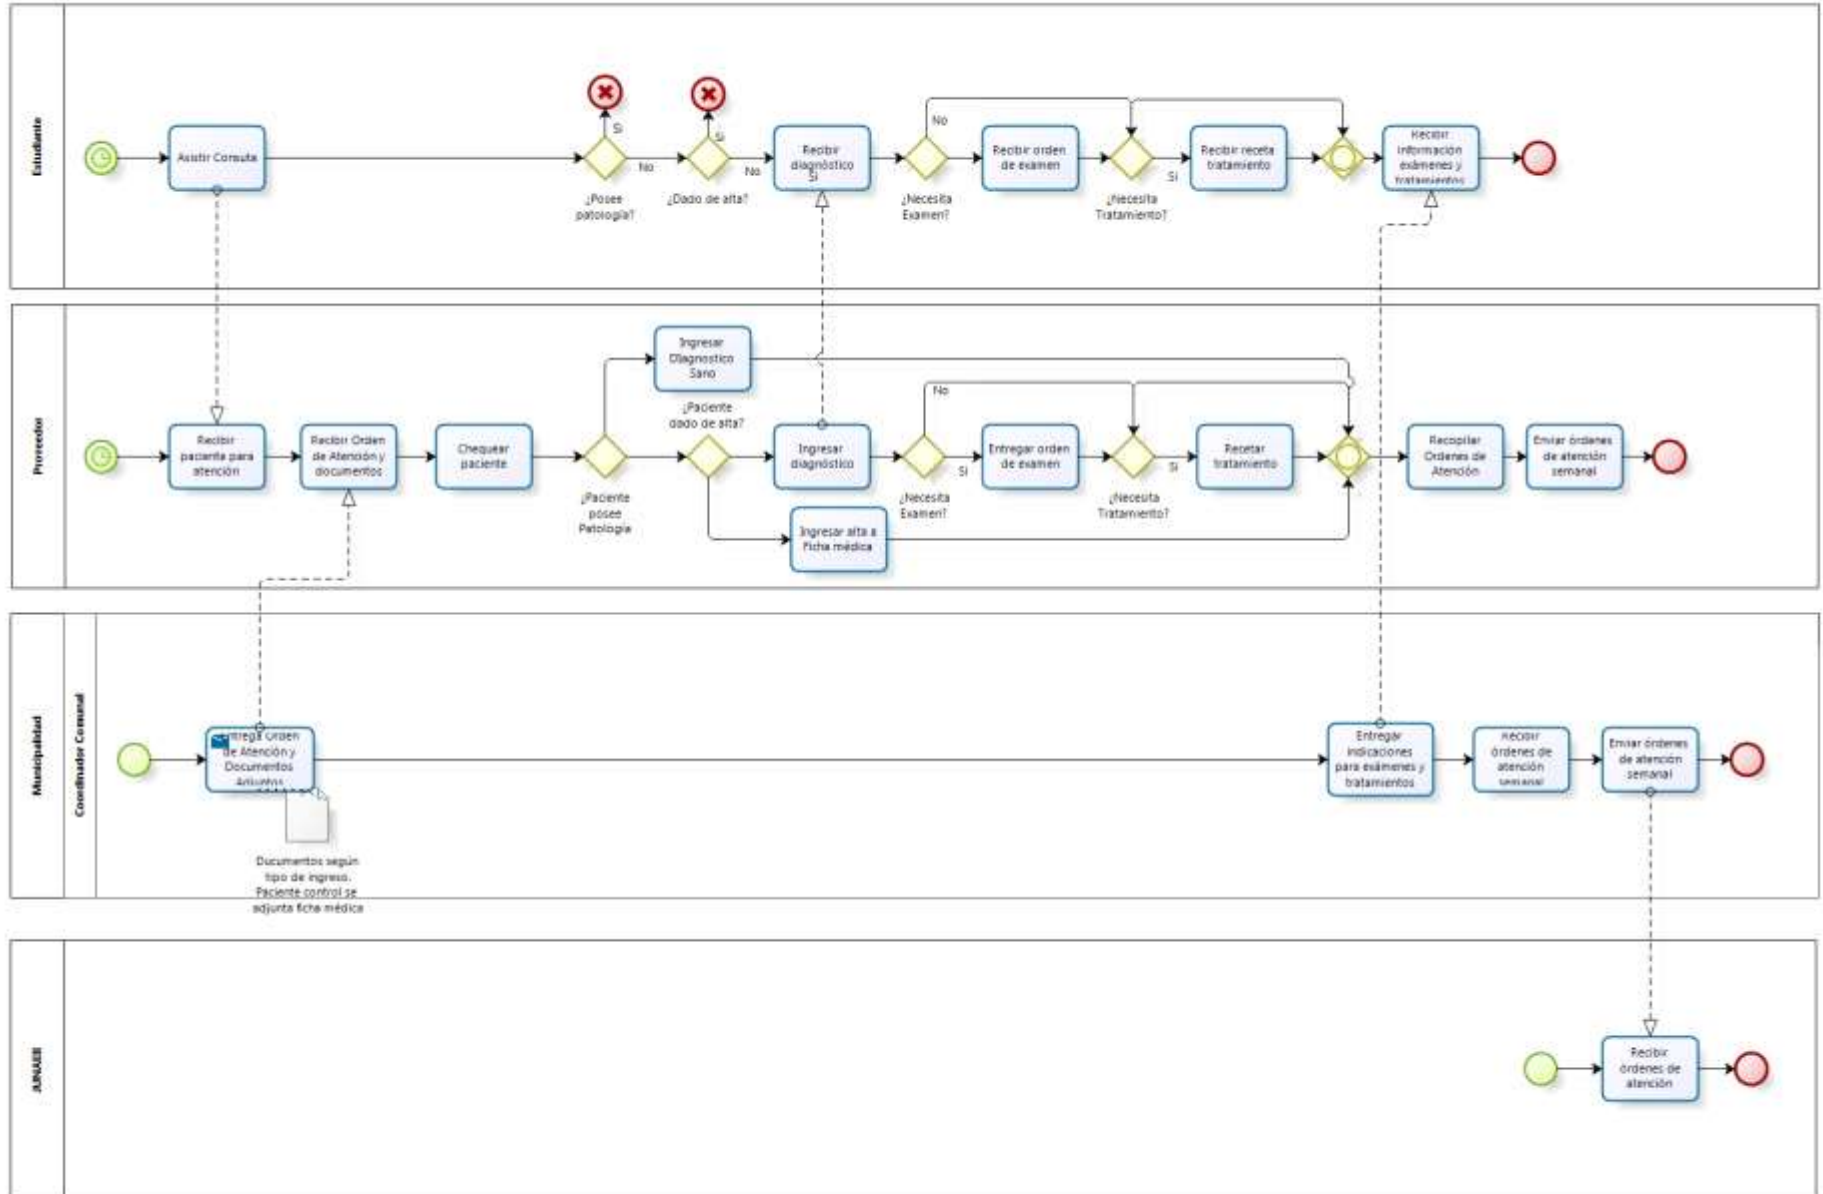 Estudiante
Asistir Consuta
Si
¿Posee
patología?
No
Si
¿Dado de alta?
No
Recibir
diagnóstico
Si
¿Necesita
Examen?
No
Recibir orden
de examen
¿Necesita
Tratamiento?
Si
Recibir receta
tratamiento
Recibir
información
exámenes y
tratamientos
Proveedor
Recibir
paciente para
atención
Recibir Orden
de Atención y
documentos
Chequear
paciente
¿Paciente
posee
Patología
Ingresar
Diagnostico
Sano
¿Paciente
dado de alta?
Ingresar
diagnóstico
Ingresar alta a
Ficha médica
No
Si
¿Necesita
Examen?
Entregar orden
de examen
Si
¿Necesita
Tratamiento?
Recetar
tratamiento
Recopilar
Ordenes de
Atención
Enviar órdenes
de atención
semanal
Municipalidad
Coordinador Comunal
Entrega Orden
de Atención y
Documentos
Adjuntos
Ducumentos según
tipo de ingreso.
Paciente control se
adjunta ficha médica
Entregar
indicaciones
para exámenes y
tratamientos
Recibir
órdenes de
atención
semanal
Enviar órdenes
de atención
semanal
JUNAEB
Recibir
órdenes de
atención